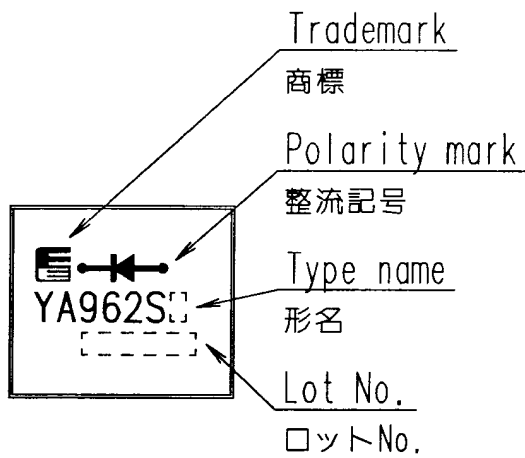 Trademark
商標
Polarity mark
整流記号
YA962S
Type name
形名
Lot No.
ロットNo.